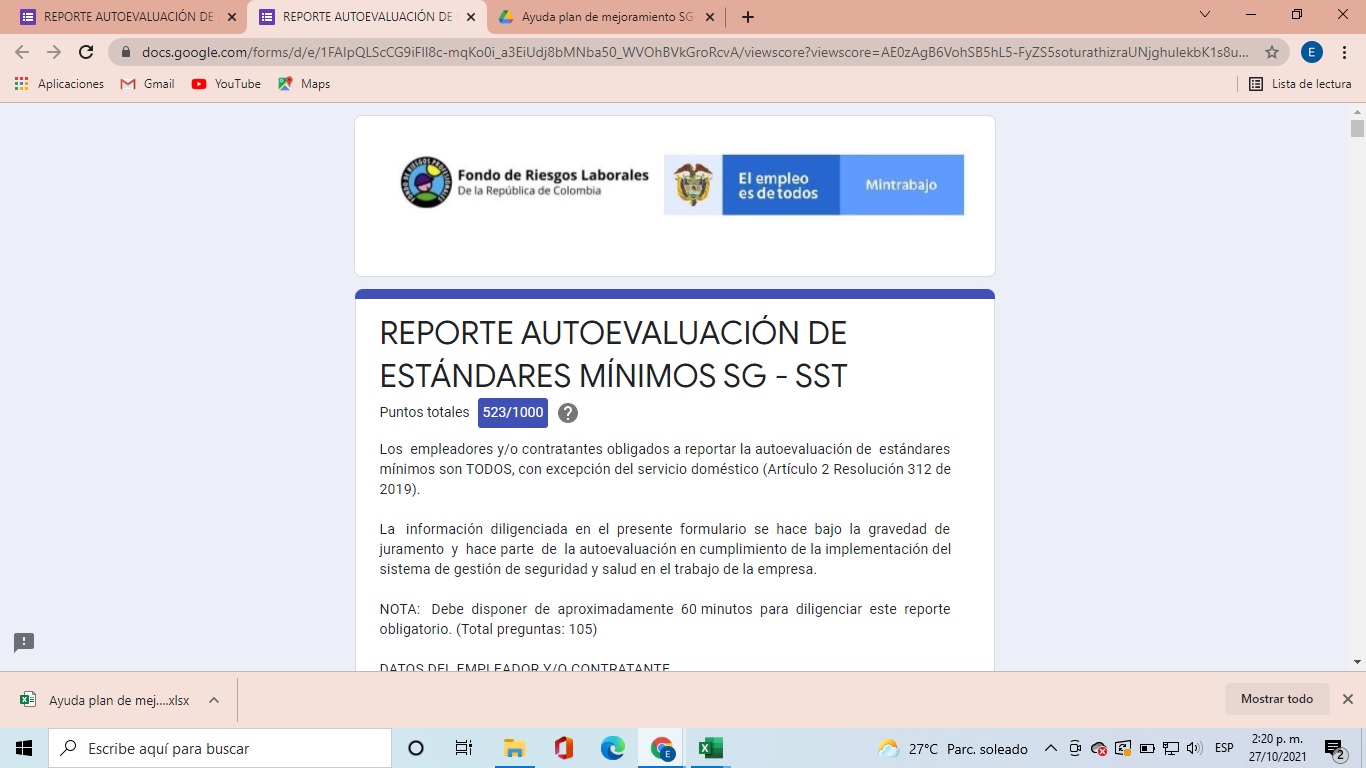 REPORTE AUTOEVALUACIÓN DE
REPORTE AUTOEVALUACIÓN DE
Ayuda plan de mejoramiento SG
docs.google.com/forms/d/e/1FAIpQLScCG9iFIl8c-mqKo0i_a3EiUdj8bMNba50_WVOhBVkGroRcvA/viewscore?viewscore=AE0zAgB6VohSB5hL5-FyZS5soturathizraUNjghuIekbK1s8u...
E
Aplicaciones
Gmail
YouTube
Maps
Lista de lectura
Fondo de Riesgos Laborales
De la República de Colombia
El empleo
es de todos
Mintrabajo
REPORTE AUTOEVALUACIÓN DE
ESTÁNDARES MÍNIMOS SG - SST
Puntos totales 523/1000 ?
Los empleadores y/o contratantes obligados a reportar la autoevaluación de estándares
mínimos son TODOS, con excepción del servicio doméstico (Artículo 2 Resolución 312 de
2019).
La información diligenciada en el presente formulario se hace bajo la gravedad de
juramento y hace parte de la autoevaluación en cumplimiento de la implementación del
sistema de gestión de seguridad y salud en el trabajo de la empresa.
NOTA: Debe disponer de aproximadamente 60 minutos para diligenciar este reporte
obligatorio. (Total preguntas: 105)
DATOS DEL EMPLEADOR Y/O CONTRATANTE
Ayuda plan de mej....xlsx
Mostrar todo
Escribe aquí para buscar
27°C Parc. soleado
ESP
2:20 p. m.
27/10/2021
2